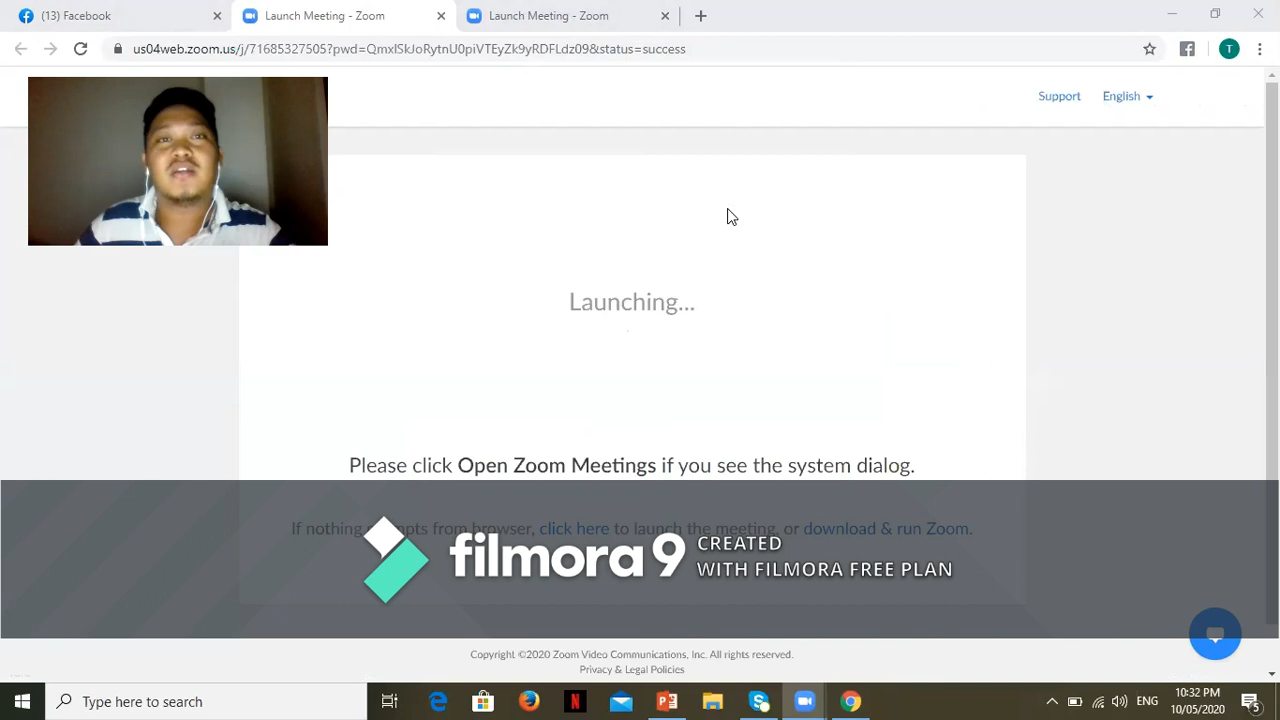 (13) Facebook
Launch Meeting - Zoom
Launch Meeting - Zoom
us04web.zoom.us/j/71685327505?pwd=QmxlSkJoRytnU0piVTEyZk9yRDFLdz09&status=success
T
Support
English
Launching...
Please click Open Zoom Meetings if you see the system dialog.
If nothing prompts from browser, click here to launch the meeting, or download & run Zoom.
filmora 9
CREATED
WITH FILMORA FREE PLAN
Copyright ©2020 Zoom Video Communications, Inc. All rights reserved.
Privacy & Legal Policies
Type here to search
ENG
10:32 PM
10/05/2020
5